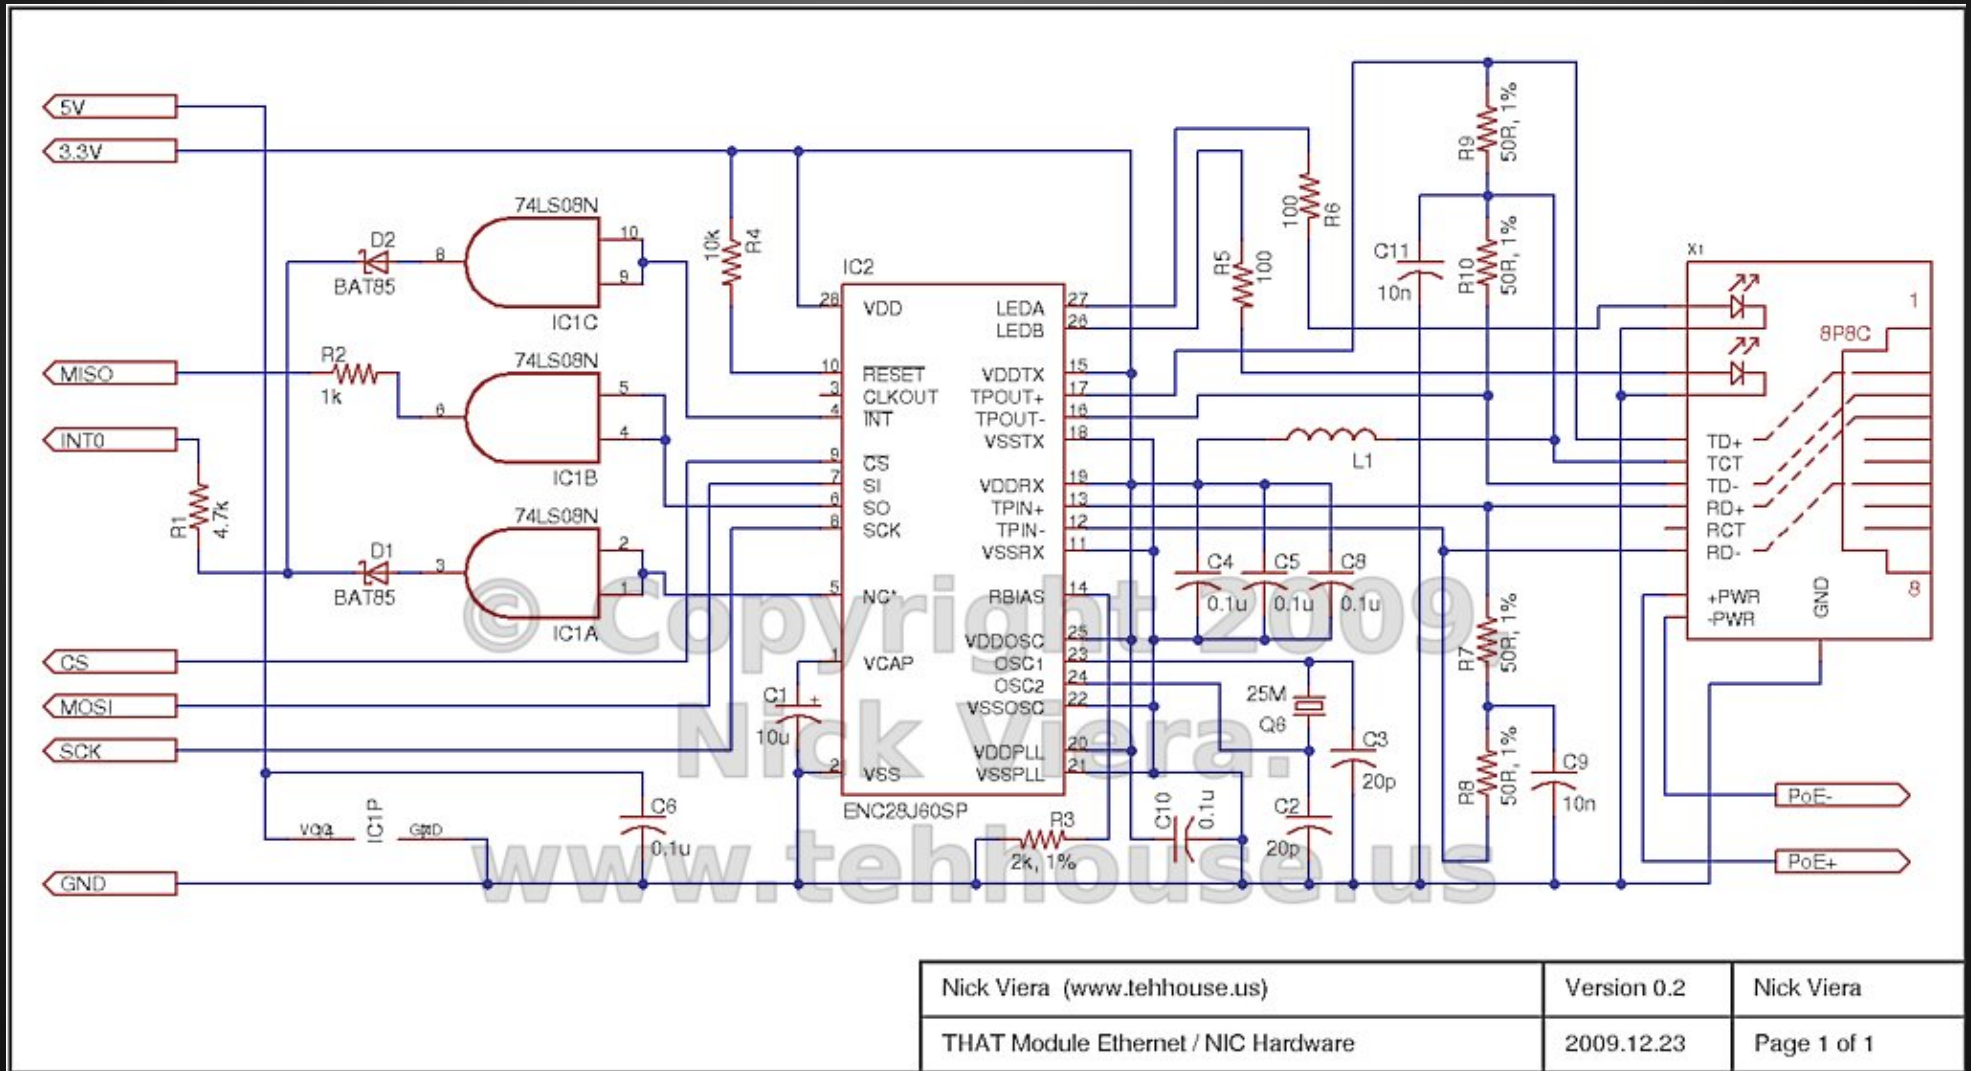 5V
3.3V
MISO
INT0
CS
MOSI
SCK
GND
74LS08N
D2
BAT85
8
10
9
IC1C
R2
1k
74LS08N
6
5
4
IC1B
R1
4.7k
74LS08N
D1
BAT85
3
2
1
IC1A
IC1P
C6
0.1u
10k
R4
C1
+
10u
IC2
28 VDD
10 RESET
3 CLKOUT
4 INT
9 CS
7 SI
6 SO
8 SCK
5 NC*
1 VCAP
2 VSS
LEDA 27
LEDB 26
VDDTX 15
TPOUT+ 17
TPOUT- 16
VSSTX 18
VDDRX 19
TPIN+ 13
TPIN- 12
VSSRX 11
RBIAS 14
VDDOSC 25
OSC1 23
OSC2 24
VSSOSC 22
VDDPLL 20
VSSPLL 21
ENC28J60SP
R3
2k, 1%
R5
100
100
R6
C11
10n
R9
50R, 1%
R10
50R, 1%
L1
C4
0.1u
C5
0.1u
C8
0.1u
25M
Q6
C3
20p
C2
20p
C10
0.1u
R7
50R, 1%
R8
50R, 1%
C9
10n
X1
8P8C
1
8
TD+
TCT
TD-
RD+
RCT
RD-
+PWR
-PWR
GND
PoE-
PoE+
© Copyright 2009,
Nick Viera.
www.tehhouse.us
Nick Viera (www.tehhouse.us)
Version 0.2
Nick Viera
THAT Module Ethernet / NIC Hardware
2009.12.23
Page 1 of 1